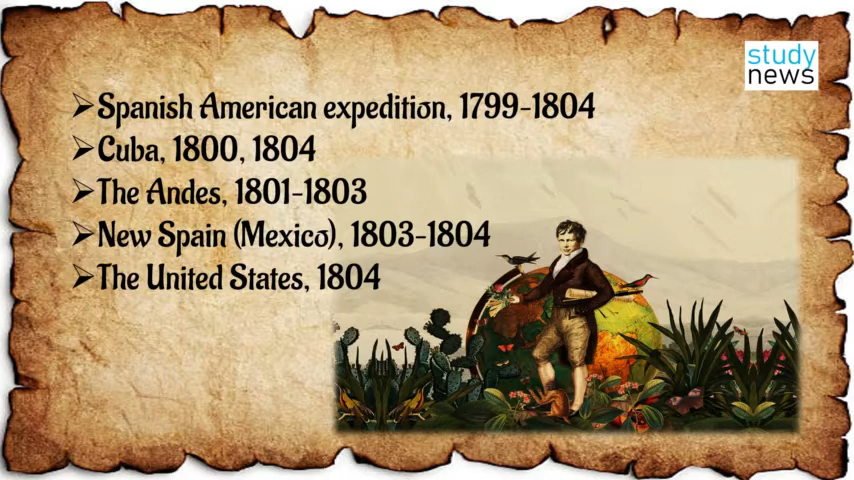 study
news
➢Spanish American expedition, 1799-1804
➢Cuba, 1800, 1804
➢The Andes, 1801-1803
➢New Spain (Mexico), 1803-1804
➢The United States, 1804